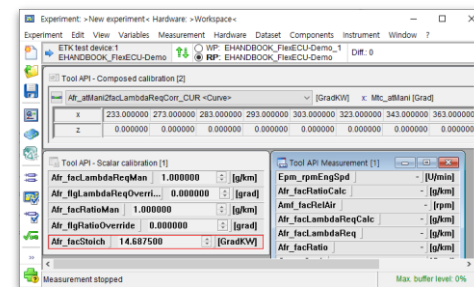 Experiment: >New experiment< Hardware: >Workspace<
Experiment Edit View Variables Measurement Hardware Dataset Components Instrument Window ?
ETK test device:1
EHANDBOOK_FlexECU-Demo
WP: EHANDBOOK_FlexECU-Demo_1
RP: EHANDBOOK_FlexECU-Demo
Diff.: 0
Tool API - Composed calibration [2]
Afr_atMani2facLambdaReqCorr_CUR <Curve> [GradKW] x: Mtc_atMani [Grad]
x 233.000000 273.000000 283.000000 293.000000 303.000000 323.000000 343.000000 363.000000
z 0.000000 0.000000 0.000000 0.000000 0.000000 0.000000 0.000000 0.000000
Tool API - Scalar calibration [1]
Afr_facLambdaReqMan 1.000000 [g/km]
Afr_flgLambdaReqOverri... 0.000000 [grad]
Afr_facRatioMan 1.000000 [g/km]
Afr_flgRatioOverride 0.000000 [grad]
Afr_facStoich 14.687500 [GradKW]
Tool API Measurement [1]
Epm_rpmEngSpd - [U/min]
Afr_facRatioCalc - [g/km]
Amf_facRelAir - [rpm]
Afr_facLambdaReqCalc - [g/km]
Afr_facLambdaReq - [g/km]
Afr_facRatio - [g/km]
Measurement stopped
Max. buffer level: 0%